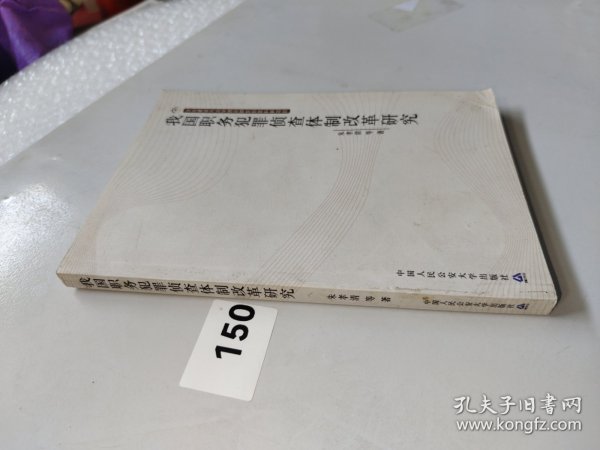 我国职务犯罪侦查体制改革研究
朱孝清 等 著
中国人民公安大学出版社
我国职务犯罪侦查体制改革研究
朱孝清 等 著
中国人民公安大学出版社
150
孔夫子旧书网
www.kongfz.com